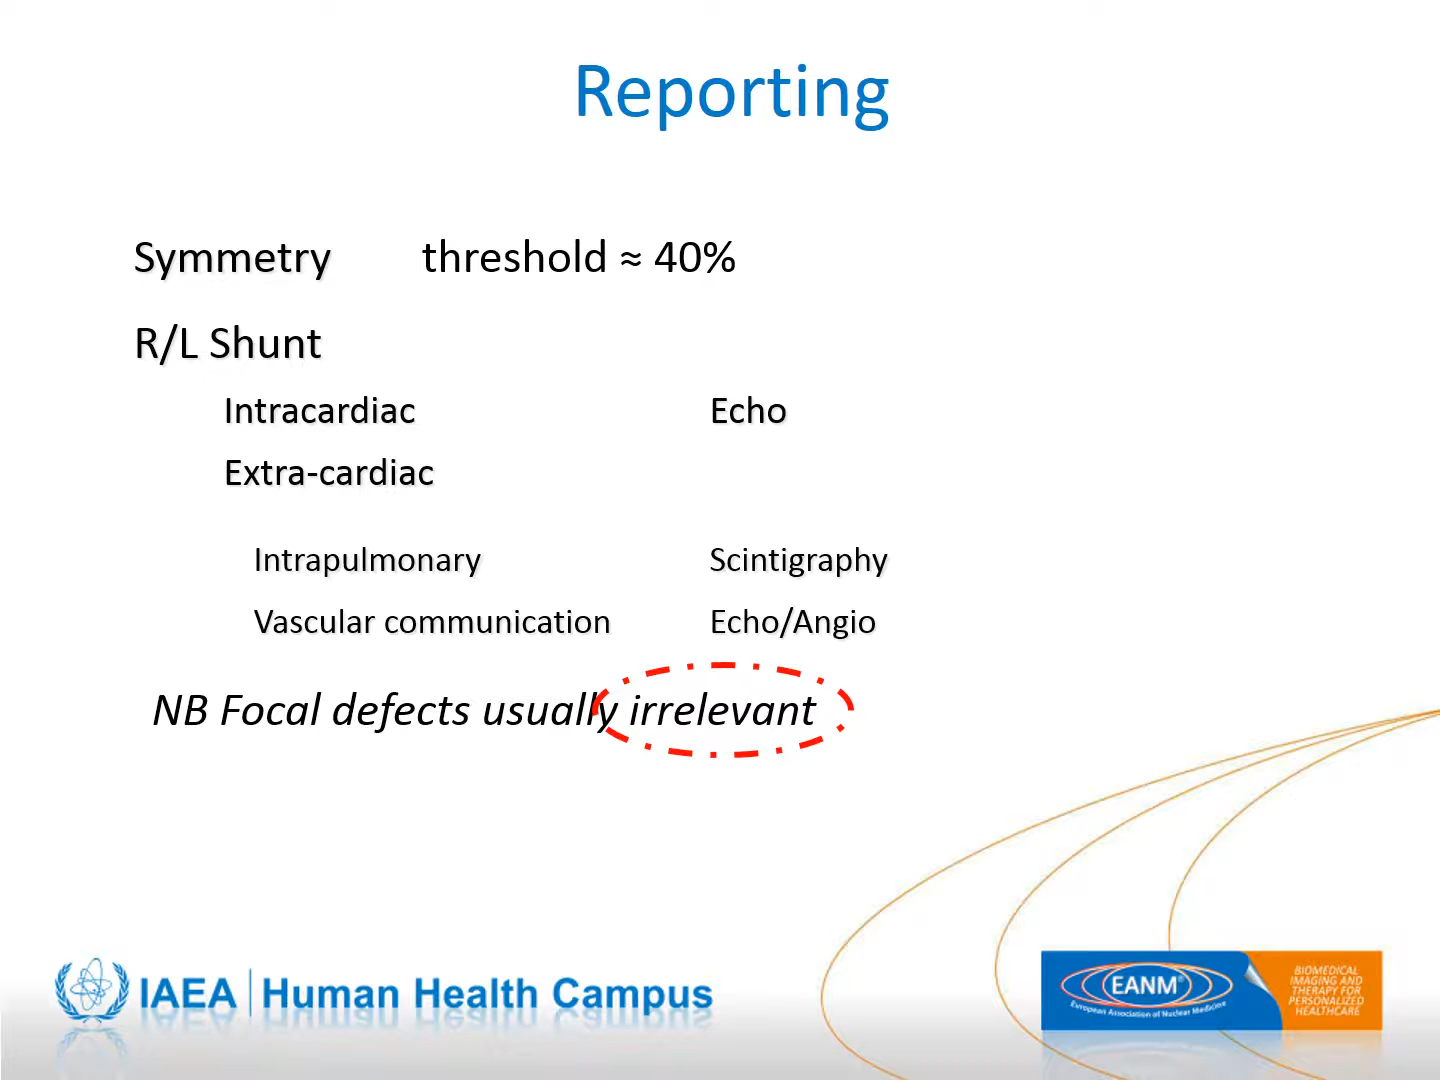 Reporting
Symmetry threshold ≈ 40%
R/L Shunt
Intracardiac Echo
Extra-cardiac
Intrapulmonary Scintigraphy
Vascular communication Echo/Angio
NB Focal defects usually irrelevant
IAEA Human Health Campus
EANM®
European Association of Nuclear Medicine
BIOMEDICAL
IMAGING AND
THERAPY FOR
PERSONALIZED
HEALTHCARE